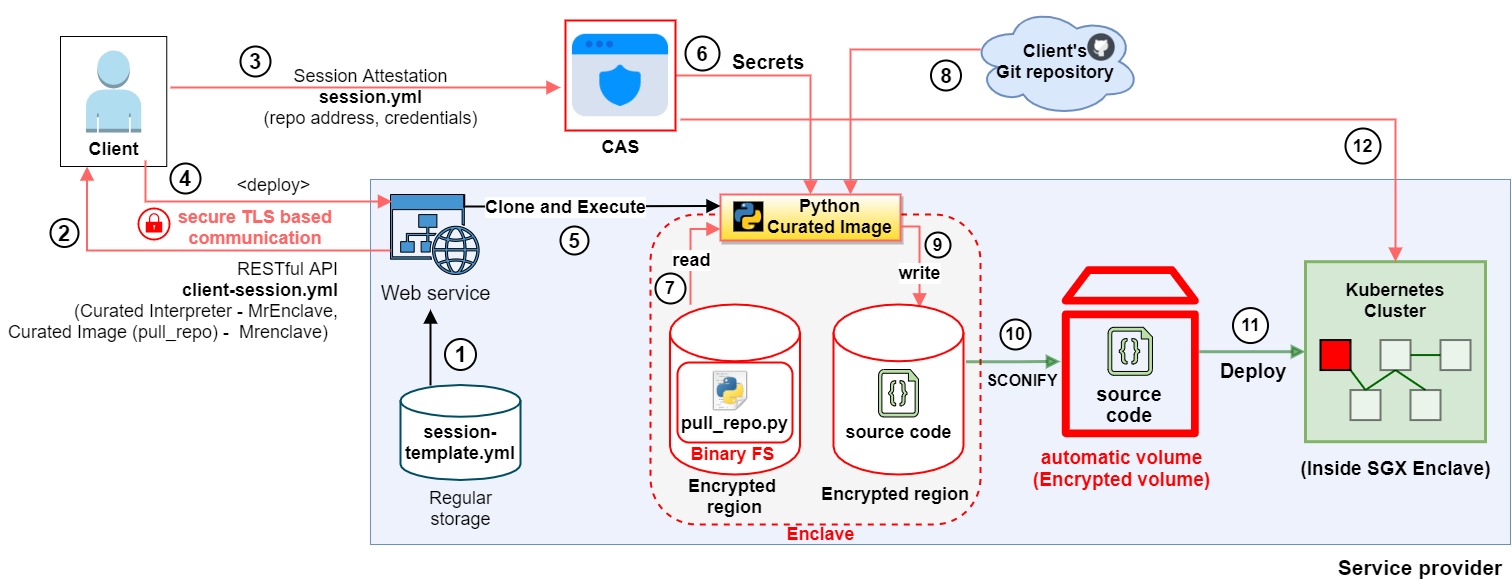 3
Session Attestation
session.yml
(repo address, credentials)
Client
CAS
6
Secrets
8
Client's
Git repository
12
4
<deploy>
secure TLS based
communication
2
RESTful API
client-session.yml
(Curated Interpreter - MrEnclave,
Curated Image (pull_repo) - Mrenclave)
Web service
1
session-
template.yml
Regular
storage
Clone and Execute
5
Python
Curated Image
read
7
9
write
pull_repo.py
Binary FS
Encrypted
region
source code
Encrypted region
Enclave
10
SCONIFY
source
code
automatic volume
(Encrypted volume)
11
Deploy
Kubernetes
Cluster
(Inside SGX Enclave)
Service provider